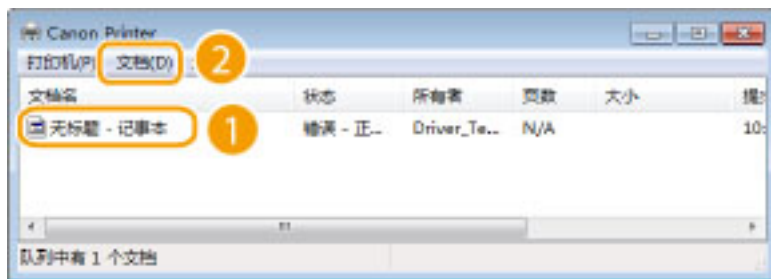 Canon Printer
打印机(P) 文档(D) 2
文档名 状态 所有者 页数 大小 提
无标题 - 记事本 1 错误 - 正... Driver_Te... N/A 10:
队列中有 1 个文档